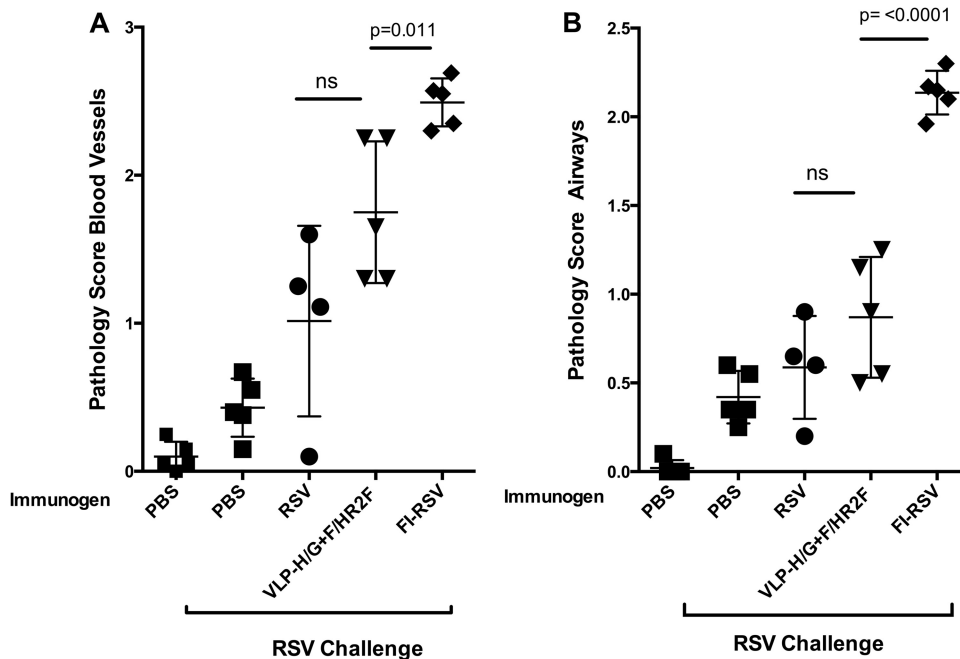 A
Pathology Score Blood Vessels
3
2
1
0
ns
p=0.011
Immunogen
PBS
PBS
RSV
VLP-H/G+F/HR2F
FI-RSV
RSV Challenge
B
Pathology Score Airways
2.5
2.0
1.5
1.0
0.5
0.0
ns
p= <0.0001
Immunogen
PBS
PBS
RSV
VLP-H/G+F/HR2F
FI-RSV
RSV Challenge